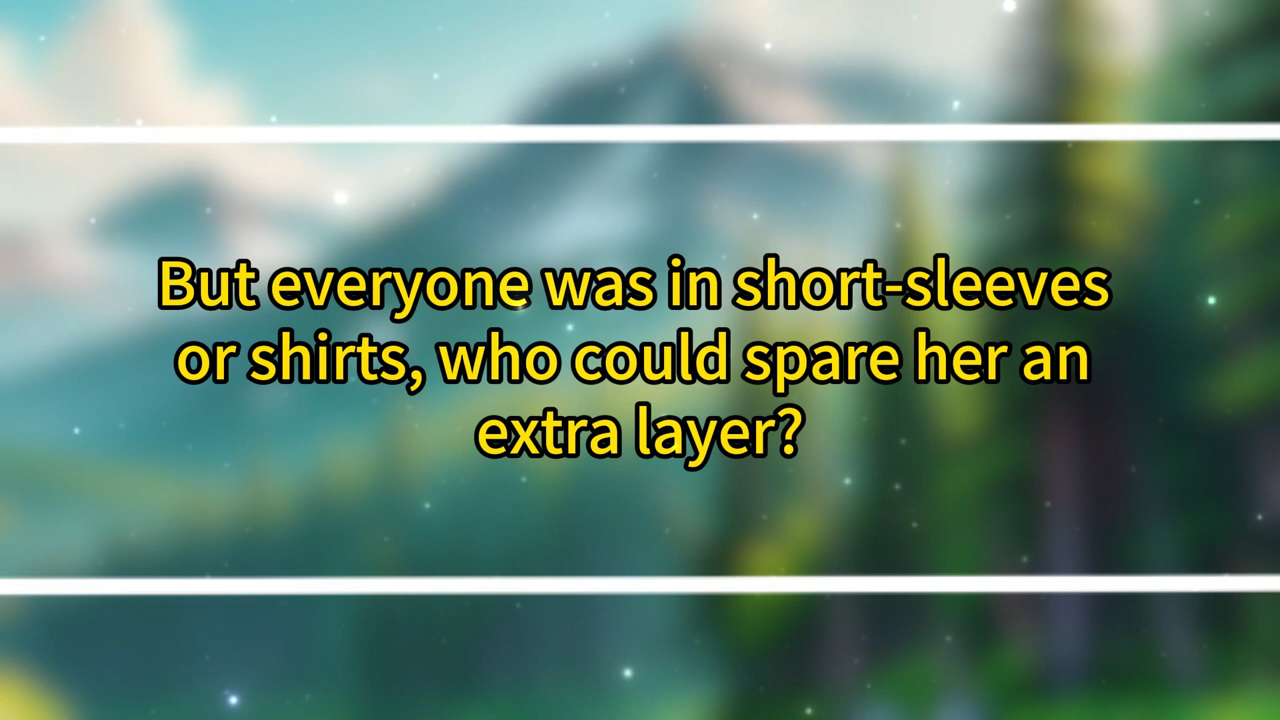 But everyone was in short-sleeves
or shirts, who could spare her an
extra layer?